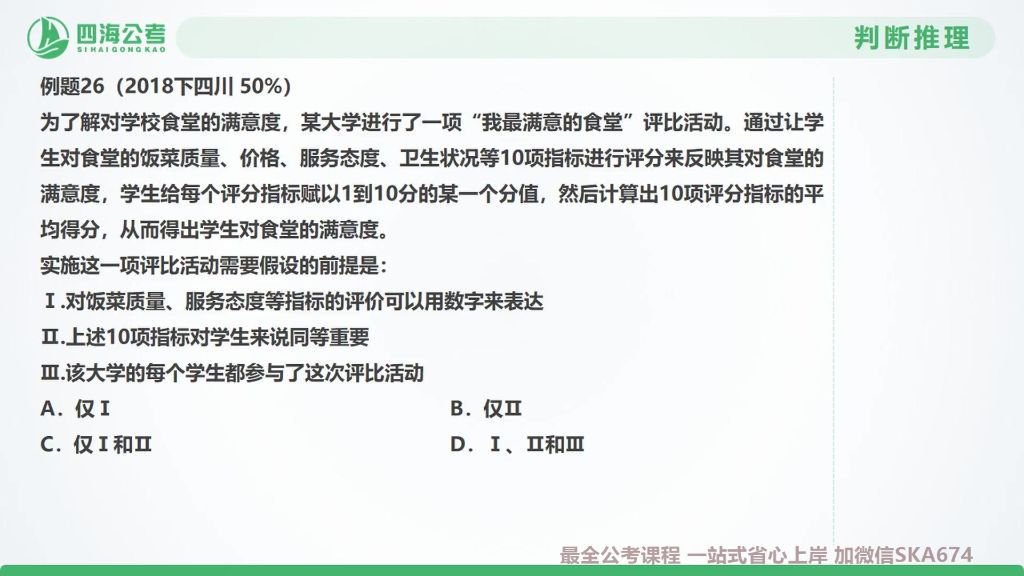 四海公考
SIHAIGONGKAO
判断推理
例题26（2018下四川 50%）
为了解对学校食堂的满意度，某大学进行了一项“我最满意的食堂”评比活动。通过让学
生对食堂的饭菜质量、价格、服务态度、卫生状况等10项指标进行评分来反映其对食堂的
满意度，学生给每个评分指标赋以1到10分的某一个分值，然后计算出10项评分指标的平
均得分，从而得出学生对食堂的满意度。
实施这一项评比活动需要假设的前提是：
Ⅰ.对饭菜质量、服务态度等指标的评价可以用数字来表达
Ⅱ.上述10项指标对学生来说同等重要
Ⅲ.该大学的每个学生都参与了这次评比活动
A．仅Ⅰ
B．仅Ⅱ
C．仅Ⅰ和Ⅱ
D．Ⅰ、Ⅱ和Ⅲ
最全公考课程 一站式省心上岸 加微信SKA674